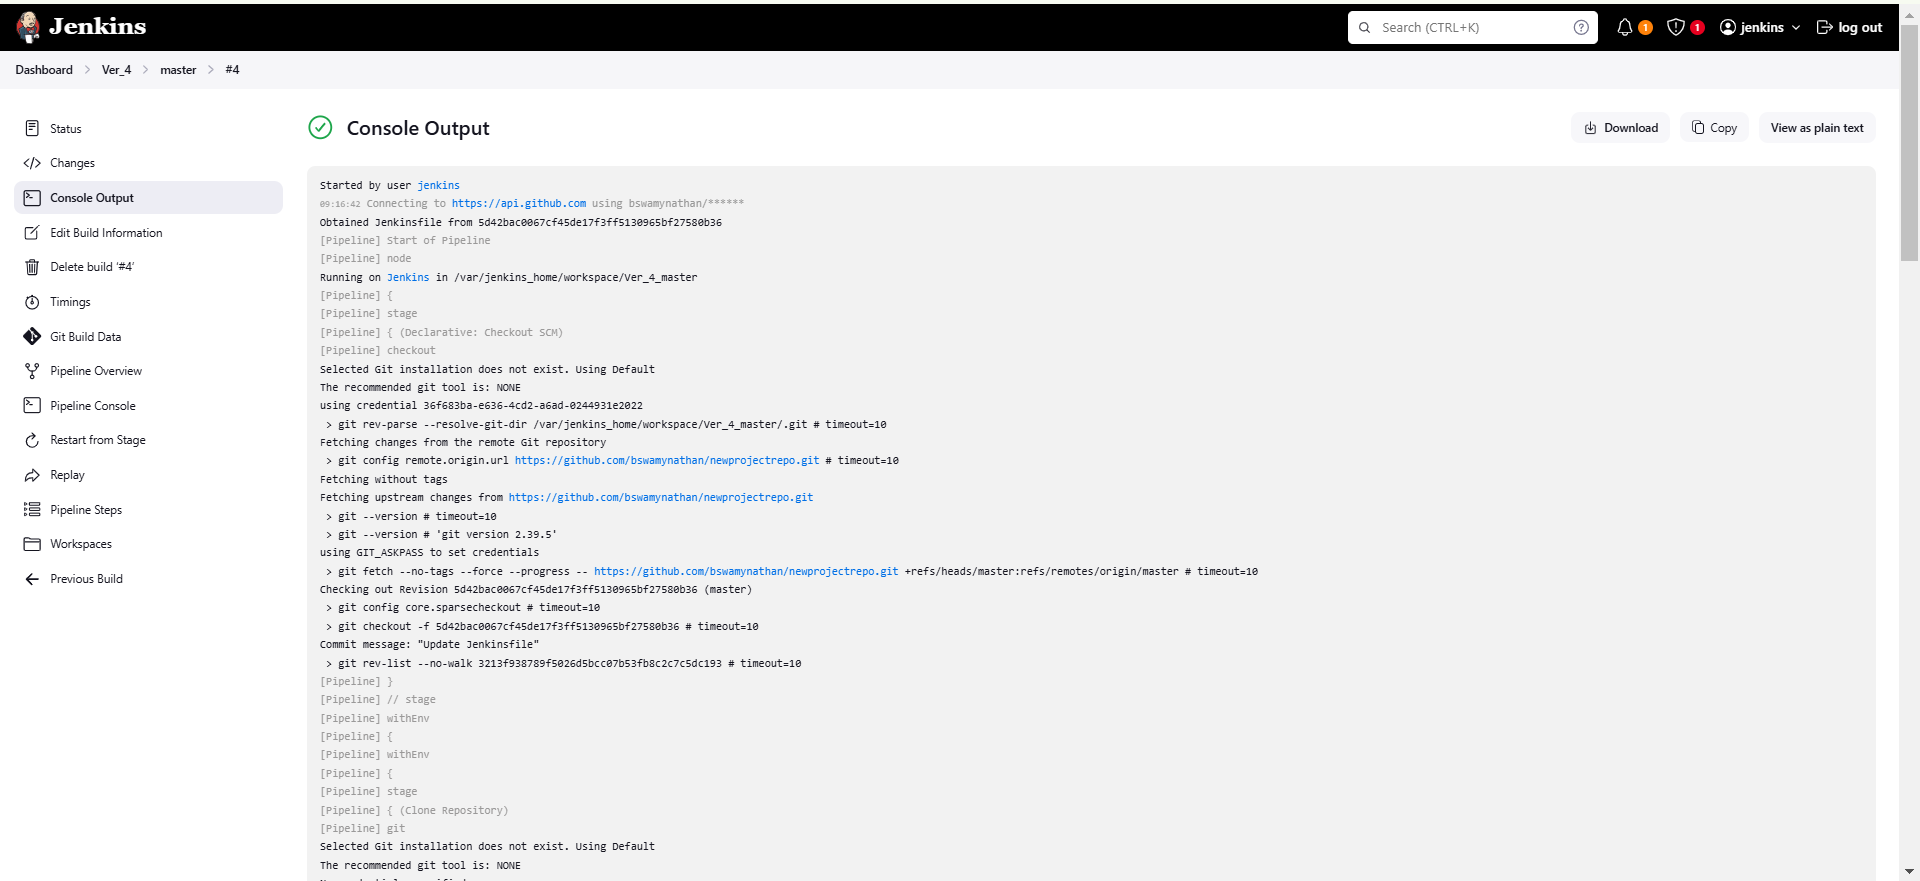 Jenkins
Search (CTRL+K)
1
1
jenkins
log out
Dashboard > Ver_4 > master > #4
Status
Changes
Console Output
Edit Build Information
Delete build ‘#4’
Timings
Git Build Data
Pipeline Overview
Pipeline Console
Restart from Stage
Replay
Pipeline Steps
Workspaces
Previous Build
Console Output
Download
Copy
View as plain text
Started by user jenkins
09:16:42 Connecting to https://api.github.com using bswamynathan/******
Obtained Jenkinsfile from 5d42bac0067cf45de17f3ff5130965bf27580b36
[Pipeline] Start of Pipeline
[Pipeline] node
Running on Jenkins in /var/jenkins_home/workspace/Ver_4_master
[Pipeline] {
[Pipeline] stage
[Pipeline] { (Declarative: Checkout SCM)
[Pipeline] checkout
Selected Git installation does not exist. Using Default
The recommended git tool is: NONE
using credential 36f683ba-e636-4cd2-a6ad-0244931e2022
> git rev-parse --resolve-git-dir /var/jenkins_home/workspace/Ver_4_master/.git # timeout=10
Fetching changes from the remote Git repository
> git config remote.origin.url https://github.com/bswamynathan/newprojectrepo.git # timeout=10
Fetching without tags
Fetching upstream changes from https://github.com/bswamynathan/newprojectrepo.git
> git --version # timeout=10
> git --version # 'git version 2.39.5'
using GIT_ASKPASS to set credentials
> git fetch --no-tags --force --progress -- https://github.com/bswamynathan/newprojectrepo.git +refs/heads/master:refs/remotes/origin/master # timeout=10
Checking out Revision 5d42bac0067cf45de17f3ff5130965bf27580b36 (master)
> git config core.sparsecheckout # timeout=10
> git checkout -f 5d42bac0067cf45de17f3ff5130965bf27580b36 # timeout=10
Commit message: "Update Jenkinsfile"
> git rev-list --no-walk 3213f938789f5026d5bcc07b53fb8c2c7c5dc193 # timeout=10
[Pipeline] }
[Pipeline] // stage
[Pipeline] withEnv
[Pipeline] {
[Pipeline] withEnv
[Pipeline] {
[Pipeline] stage
[Pipeline] { (Clone Repository)
[Pipeline] git
Selected Git installation does not exist. Using Default
The recommended git tool is: NONE